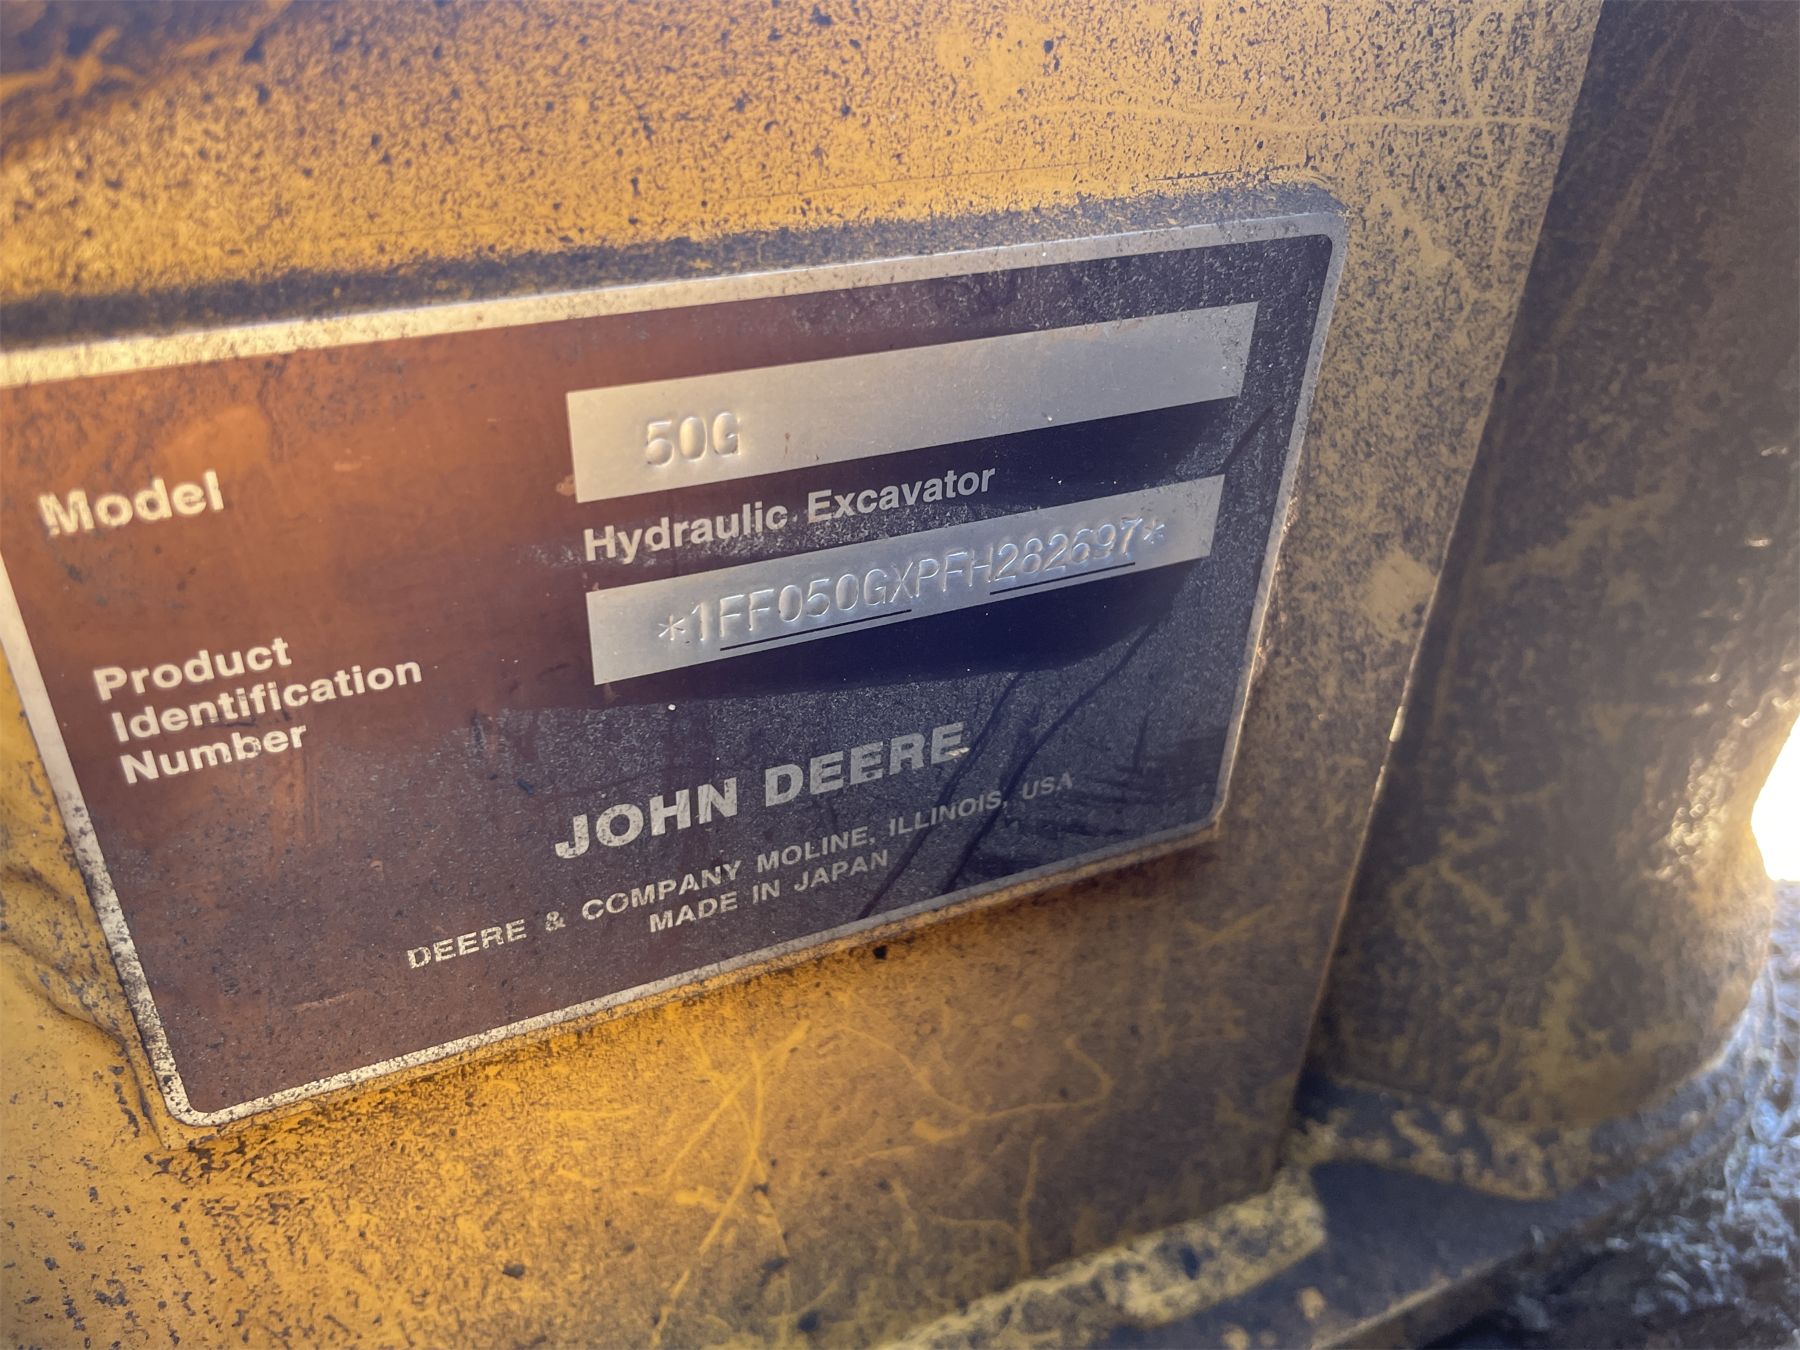 Model
50G
Hydraulic Excavator
Product
Identification
Number
*1FF050GXPFH282697*
JOHN DEERE
DEERE & COMPANY MOLINE, ILLINOIS, USA
MADE IN JAPAN